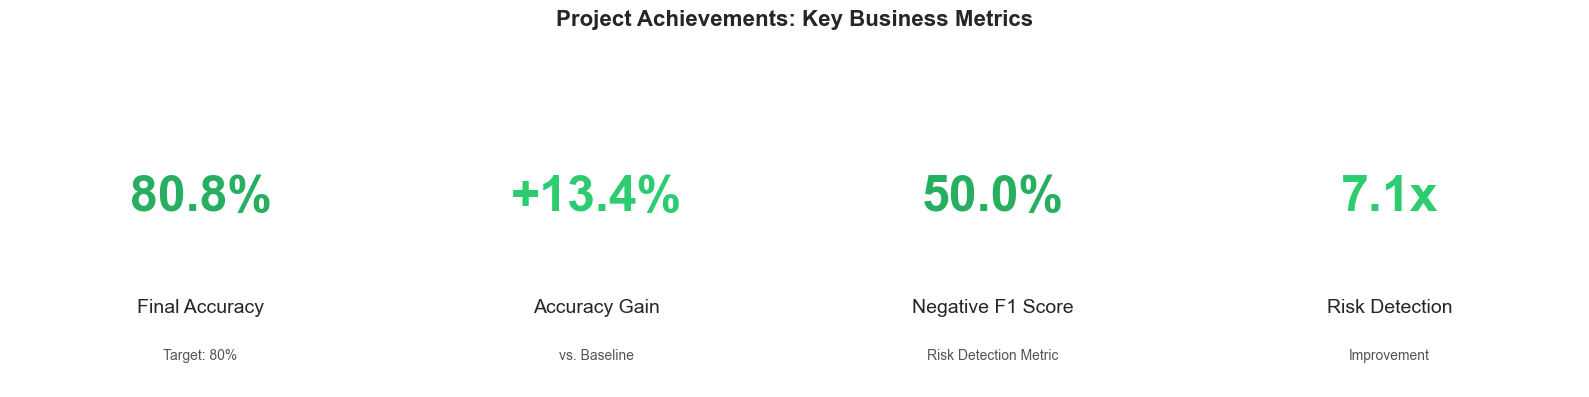 Project Achievements: Key Business Metrics
80.8%
+13.4%
50.0%
7.1x
Final Accuracy
Accuracy Gain
Negative F1 Score
Risk Detection
Target: 80%
vs. Baseline
Risk Detection Metric
Improvement